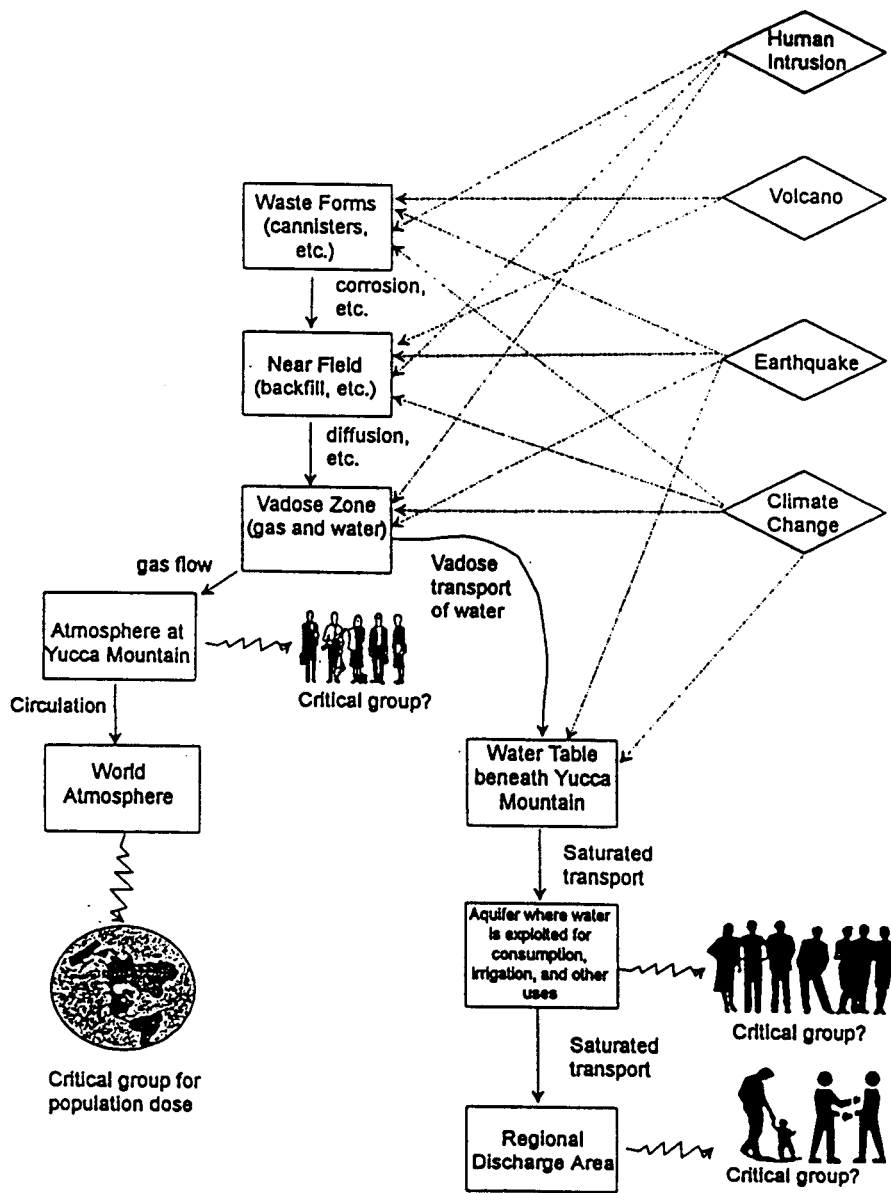 Human
Intrusion
Waste Forms
(cannisters,
etc.)
Volcano
corrosion,
etc.
Near Field
(backfill, etc.)
Earthquake
diffusion,
etc.
Vadose Zone
(gas and water)
Climate
Change
gas flow
Vadose
transport
of water
Atmosphere at
Yucca Mountain
Critical group?
Circulation
World
Atmosphere
Water Table
beneath Yucca
Mountain
Saturated
transport
Aquifer where water
is exploited for
consumption,
irrigation, and other
uses
Critical group?
Saturated
transport
Critical group for
population dose
Regional
Discharge Area
Critical group?